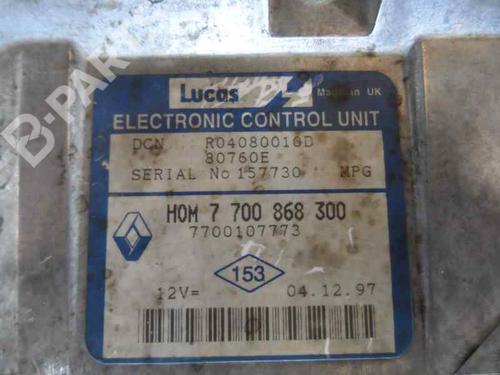 B-PART
Lucas
Made in UK
ELECTRONIC CONTROL UNIT
DCN R04080010D
80760E
SERIAL No 157730 MPG
HOM 7 700 868 300
7700107773
153
12V= 04.12.97